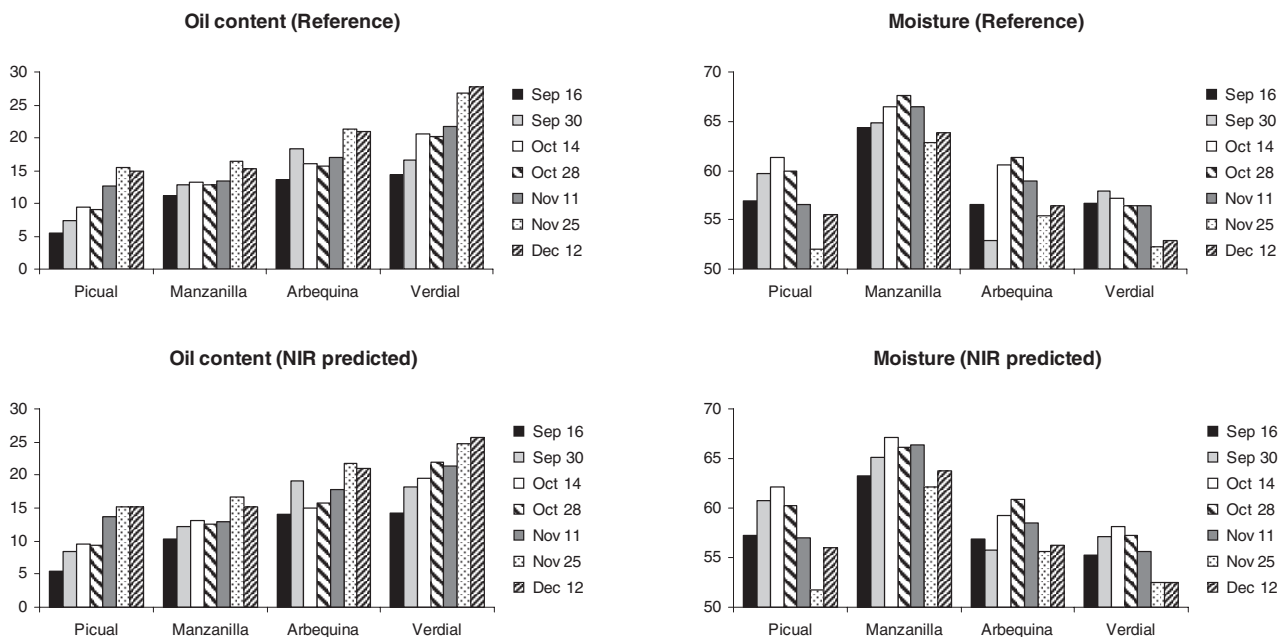 Oil content (Reference)
30
25
20
15
10
5
0
Picual Manzanilla Arbequina Verdial
Sep 16
Sep 30
Oct 14
Oct 28
Nov 11
Nov 25
Dec 12
Moisture (Reference)
70
65
60
55
50
Picual Manzanilla Arbequina Verdial
Sep 16
Sep 30
Oct 14
Oct 28
Nov 11
Nov 25
Dec 12
Oil content (NIR predicted)
30
25
20
15
10
5
0
Picual Manzanilla Arbequina Verdial
Sep 16
Sep 30
Oct 14
Oct 28
Nov 11
Nov 25
Dec 12
Moisture (NIR predicted)
70
65
60
55
50
Picual Manzanilla Arbequina Verdial
Sep 16
Sep 30
Oct 14
Oct 28
Nov 11
Nov 25
Dec 12